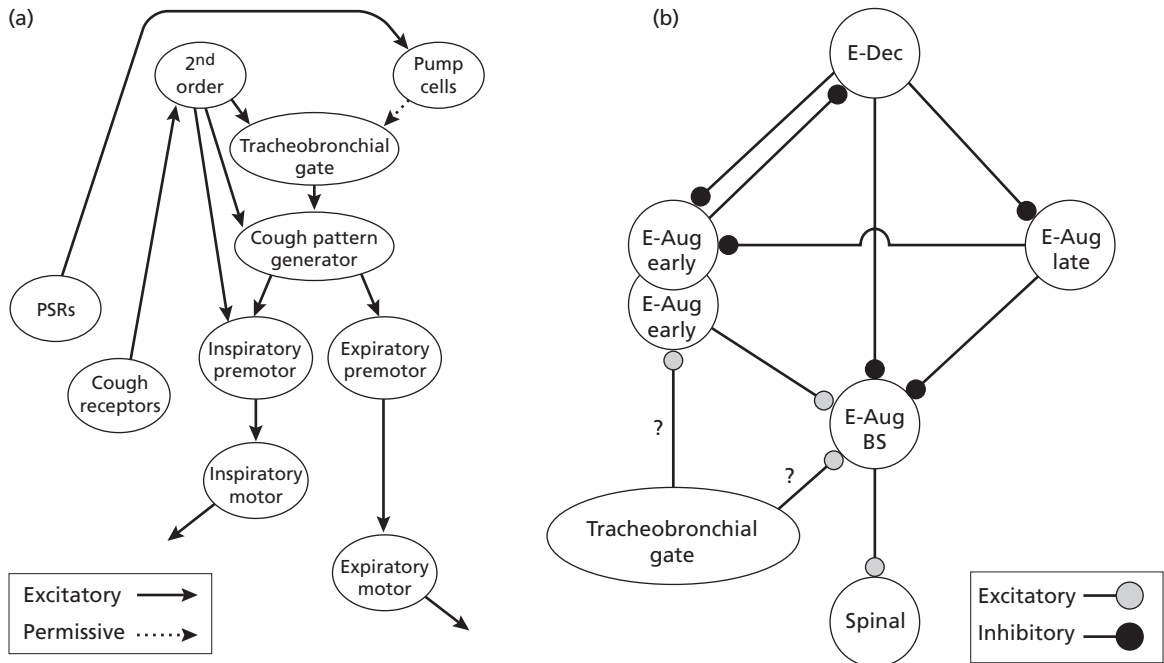 (a)
2nd
order
Pump
cells
Tracheobronchial
gate
Cough pattern
generator
PSRs
Cough
receptors
Inspiratory
premotor
Expiratory
premotor
Inspiratory
motor
Expiratory
motor
Excitatory
Permissive
(b)
E-Dec
E-Aug
early
E-Aug
early
E-Aug
late
E-Aug
BS
?
?
Tracheobronchial
gate
Spinal
Excitatory
Inhibitory